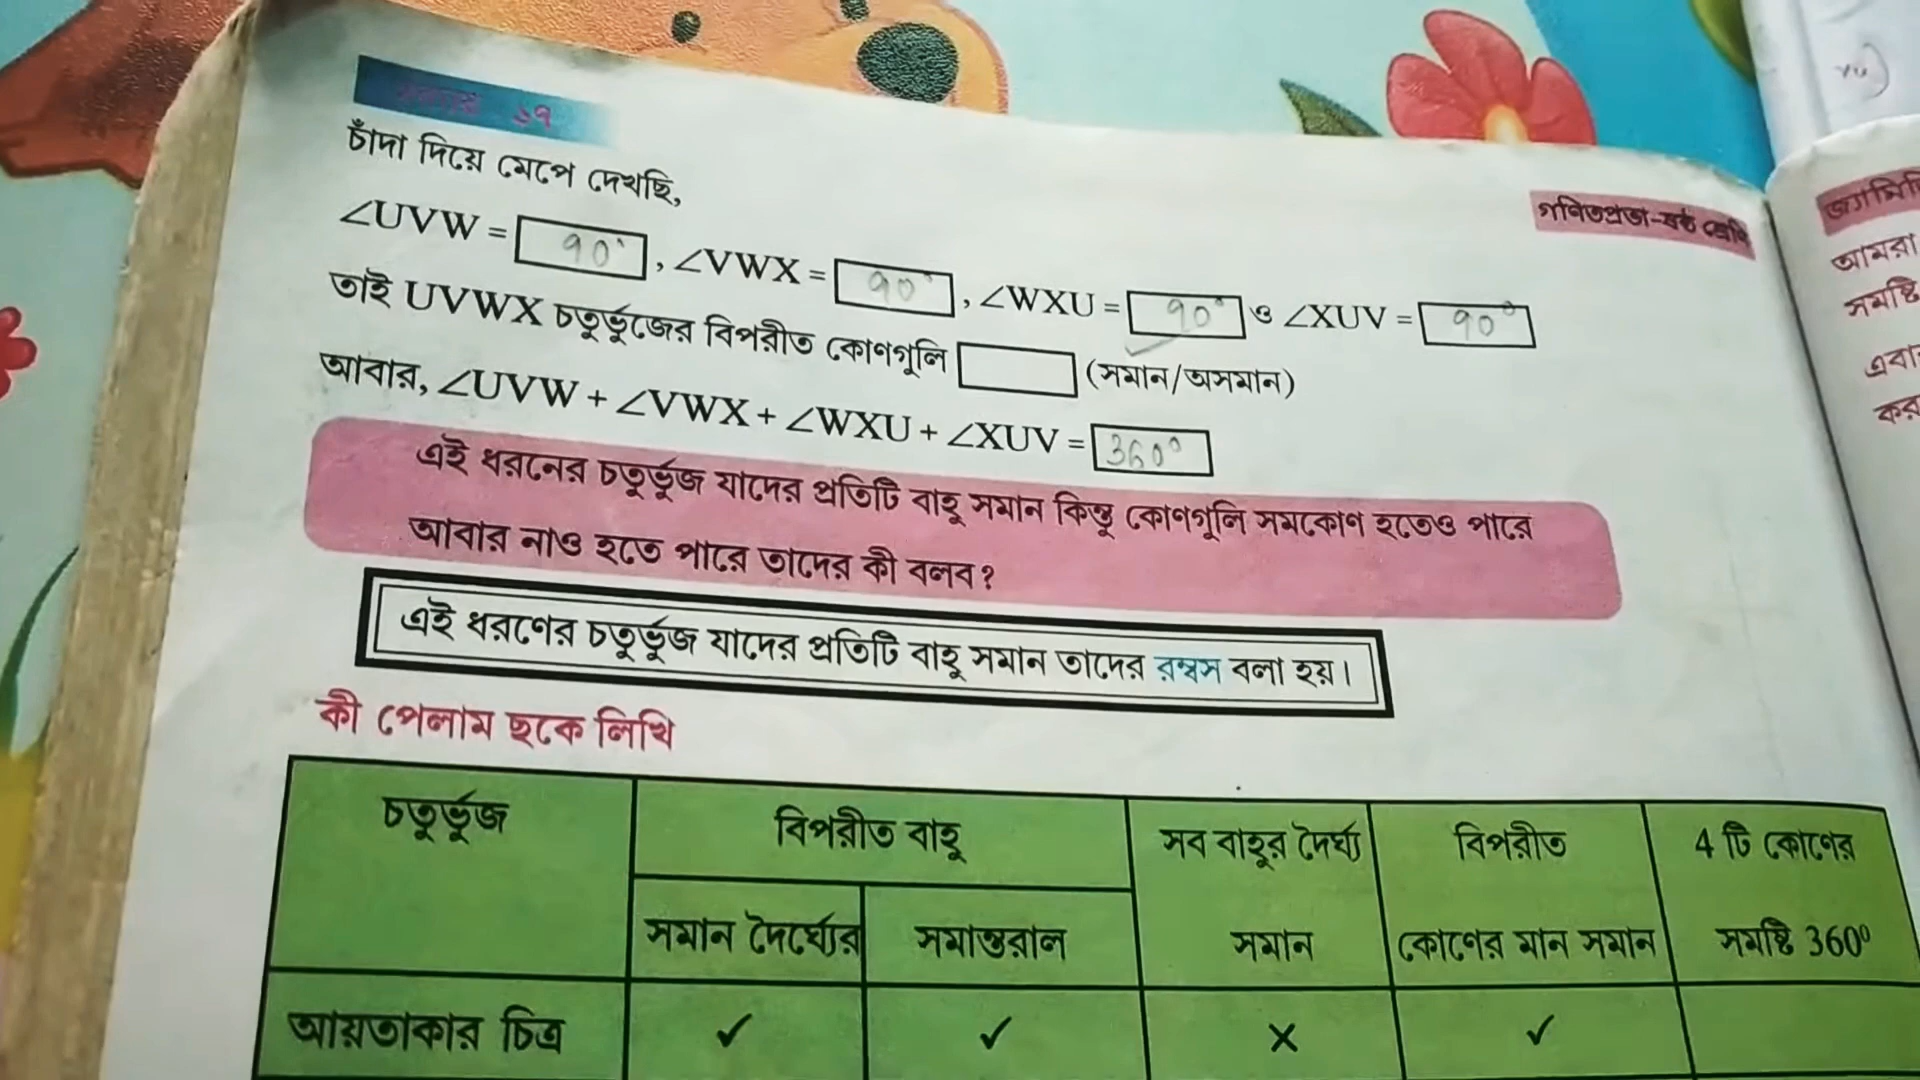 ১৭
চাঁদা দিয়ে মেপে দেখছি,
গণিতপ্রভা-ষষ্ঠ শ্রেণি
∠UVW = 90°, ∠VWX = 90°, ∠WXU = 90° ও ∠XUV = 90°
তাই UVWX চতুর্ভুজের বিপরীত কোণগুলি (সমান/অসমান)
আবার, ∠UVW + ∠VWX + ∠WXU + ∠XUV = 360°
এই ধরনের চতুর্ভুজ যাদের প্রতিটি বাহু সমান কিন্তু কোণগুলি সমকোণ হতেও পারে
আবার নাও হতে পারে তাদের কী বলব?
এই ধরণের চতুর্ভুজ যাদের প্রতিটি বাহু সমান তাদের রম্বস বলা হয়।
কী পেলাম ছকে লিখি
চতুর্ভুজ বিপরীত বাহু সব বাহুর দৈর্ঘ্য বিপরীত 4 টি কোণের
সমান দৈর্ঘ্যের সমান্তরাল সমান কোণের মান সমান সমষ্টি 360⁰
আয়তাকার চিত্র ✓ ✓ × ✓
আমরা
সমষ্টি